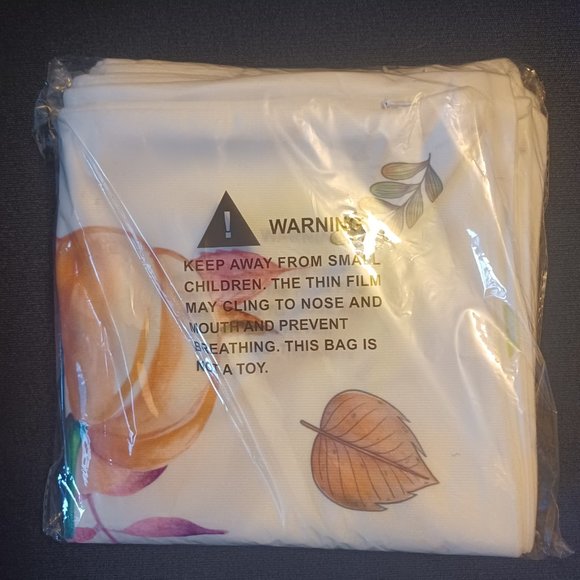 !
WARNING
KEEP AWAY FROM SMALL
CHILDREN. THE THIN FILM
MAY CLING TO NOSE AND
MOUTH AND PREVENT
BREATHING. THIS BAG IS
NOT A TOY.